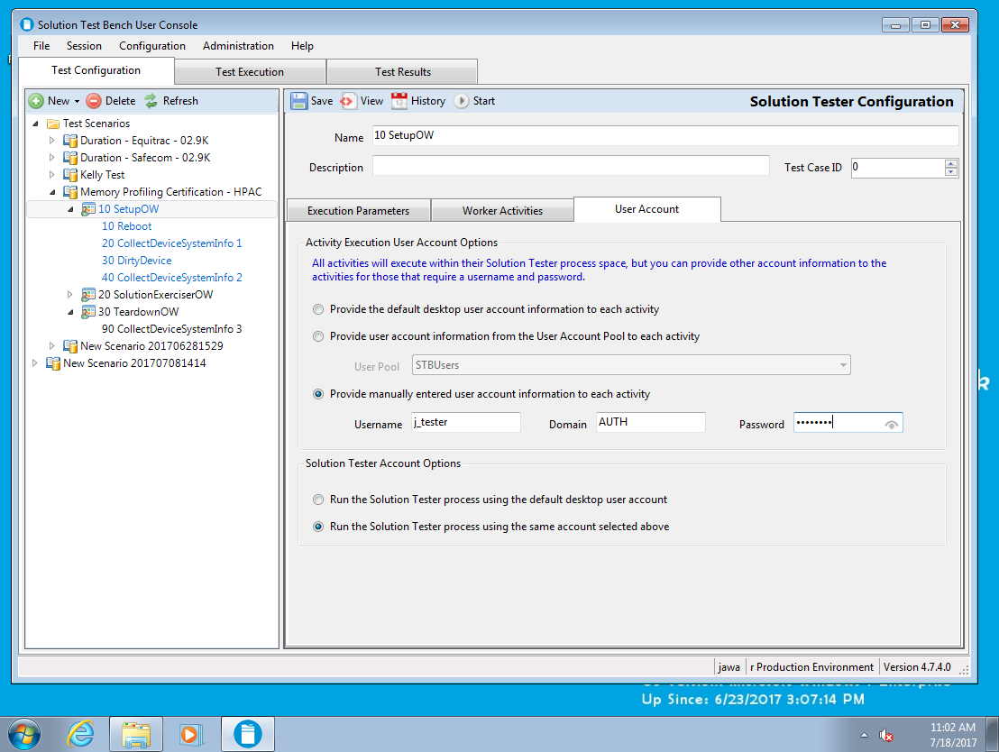 Solution Test Bench User Console
File Session Configuration Administration Help
Test Configuration Test Execution Test Results
New Delete Refresh
Save View History Start Solution Tester Configuration
Test Scenarios
Duration - Equitrac - 02.9K
Duration - Safecom - 02.9K
Kelly Test
Memory Profiling Certification - HPAC
10 SetupOW
10 Reboot
20 CollectDeviceSystemInfo 1
30 DirtyDevice
40 CollectDeviceSystemInfo 2
20 SolutionExerciserOW
30 TeardownOW
90 CollectDeviceSystemInfo 3
New Scenario 201706281529
New Scenario 201707081414
Name 10 SetupOW
Description Test Case ID 0
Execution Parameters Worker Activities User Account
Activity Execution User Account Options
All activities will execute within their Solution Tester process space, but you can provide other account information to the
activities for those that require a username and password.
Provide the default desktop user account information to each activity
Provide user account information from the User Account Pool to each activity
User Pool STBUsers
Provide manually entered user account information to each activity
Username j_tester Domain AUTH Password ••••••••
Solution Tester Account Options
Run the Solution Tester process using the default desktop user account
Run the Solution Tester process using the same account selected above
jawa r Production Environment Version 4.7.4.0
Up Since: 6/23/2017 3:07:14 PM
11:02 AM
7/18/2017